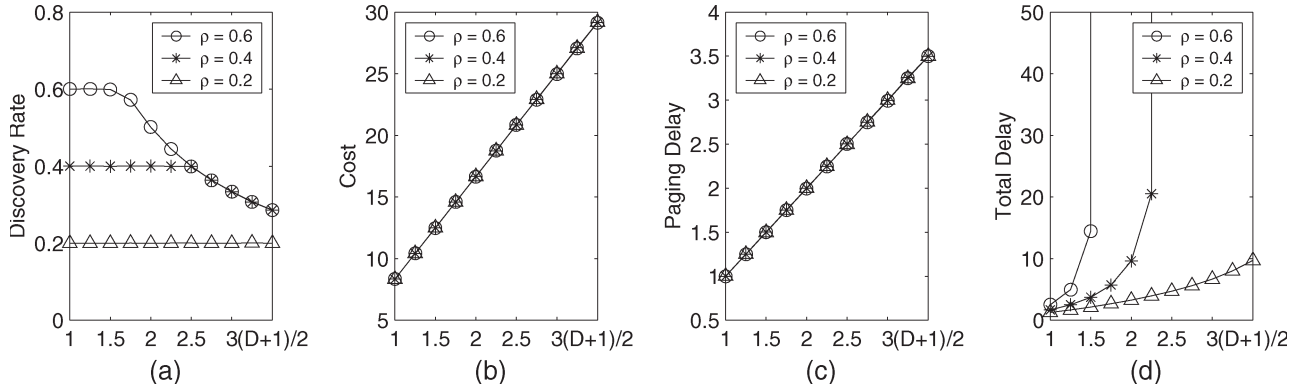 Discovery Rate
0.8
0.6
0.4
0.2
0
ρ = 0.6
ρ = 0.4
ρ = 0.2
1 1.5 2 2.5 3(D+1)/2
(a)
Cost
30
25
20
15
10
5
ρ = 0.6
ρ = 0.4
ρ = 0.2
1 1.5 2 2.5 3(D+1)/2
(b)
Paging Delay
4
3.5
3
2.5
2
1.5
1
0.5
ρ = 0.6
ρ = 0.4
ρ = 0.2
1 1.5 2 2.5 3(D+1)/2
(c)
Total Delay
50
40
30
20
10
0
ρ = 0.6
ρ = 0.4
ρ = 0.2
1 1.5 2 2.5 3(D+1)/2
(d)